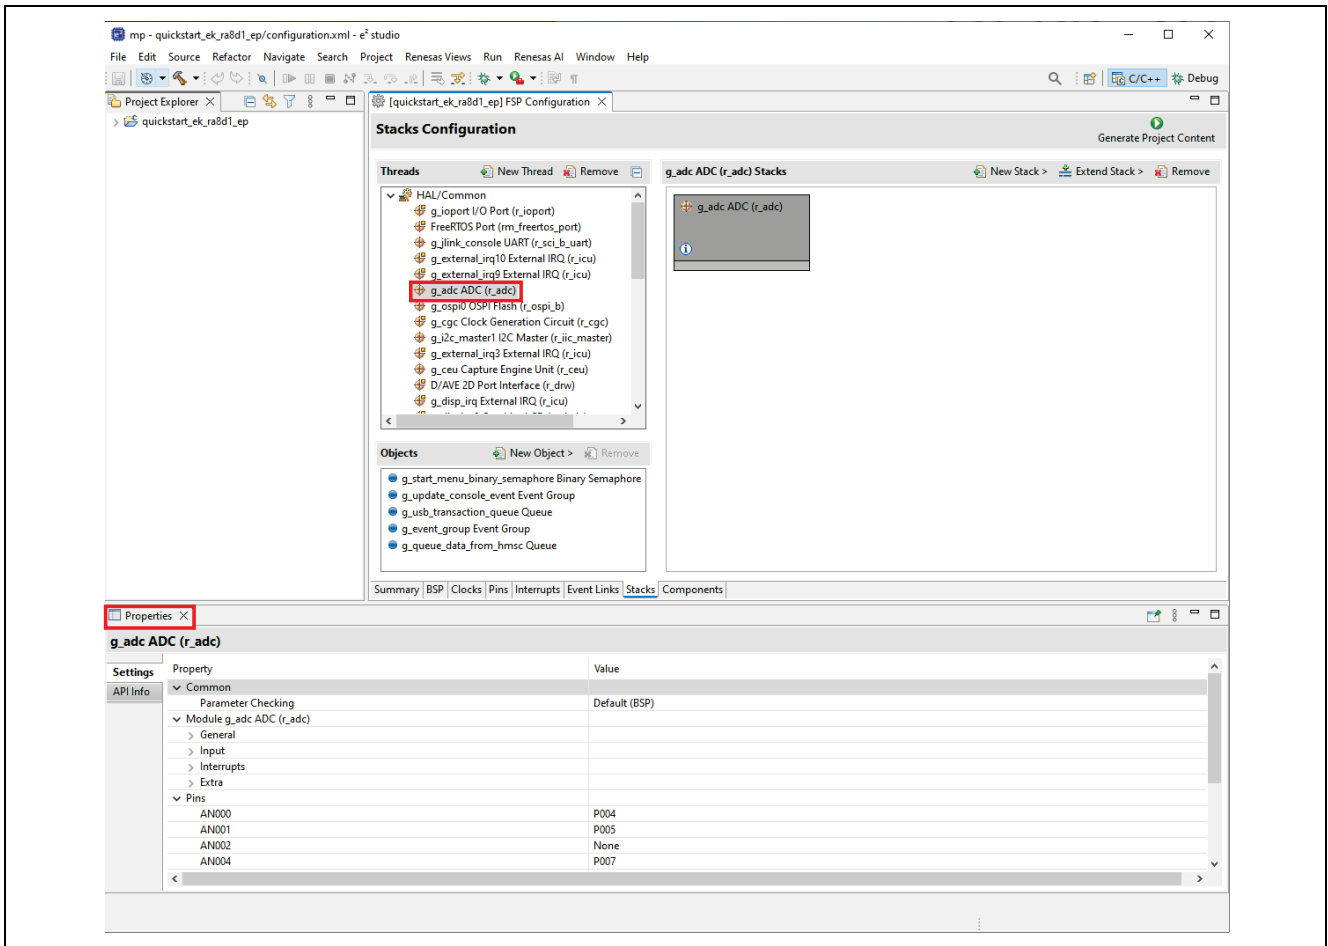 mp - quickstart_ek_ra8d1_ep/configuration.xml - e² studio
File Edit Source Refactor Navigate Search Project Renesas Views Run Renesas AI Window Help
C/C++ Debug
Project Explorer
[quickstart_ek_ra8d1_ep] FSP Configuration
quickstart_ek_ra8d1_ep
Stacks Configuration
Generate Project Content
Threads New Thread Remove
HAL/Common
g_ioport I/O Port (r_ioport)
FreeRTOS Port (rm_freertos_port)
g_jlink_console UART (r_sci_b_uart)
g_external_irq10 External IRQ (r_icu)
g_external_irq9 External IRQ (r_icu)
g_adc ADC (r_adc)
g_ospi0 OSPI Flash (r_ospi_b)
g_cgc Clock Generation Circuit (r_cgc)
g_i2c_master1 I2C Master (r_iic_master)
g_external_irq3 External IRQ (r_icu)
g_ceu Capture Engine Unit (r_ceu)
D/AVE 2D Port Interface (r_drw)
g_disp_irq External IRQ (r_icu)
g_adc ADC (r_adc) Stacks New Stack > Extend Stack > Remove
g_adc ADC (r_adc)
Objects New Object > Remove
g_start_menu_binary_semaphore Binary Semaphore
g_update_console_event Event Group
g_usb_transaction_queue Queue
g_event_group Event Group
g_queue_data_from_hmsc Queue
Summary BSP Clocks Pins Interrupts Event Links Stacks Components
Properties
g_adc ADC (r_adc)
Settings
API Info
Property Value
Common
Parameter Checking Default (BSP)
Module g_adc ADC (r_adc)
General
Input
Interrupts
Extra
Pins
AN000 P004
AN001 P005
AN002 None
AN004 P007